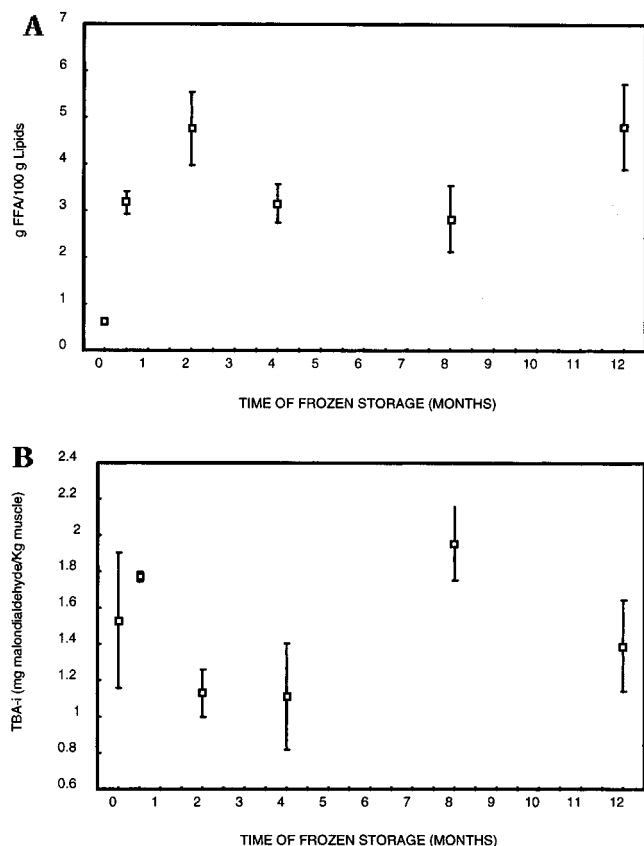 A
7
6
5
4
3
2
1
0
g FFA/100 g Lipids
0 1 2 3 4 5 6 7 8 9 10 11 12
TIME OF FROZEN STORAGE (MONTHS)
B
2.4
2.2
2
1.8
1.6
1.4
1.2
1
0.8
0.6
TBA-i (mg malondialdehyde/Kg muscle)
0 1 2 3 4 5 6 7 8 9 10 11 12
TIME OF FROZEN STORAGE (MONTHS)